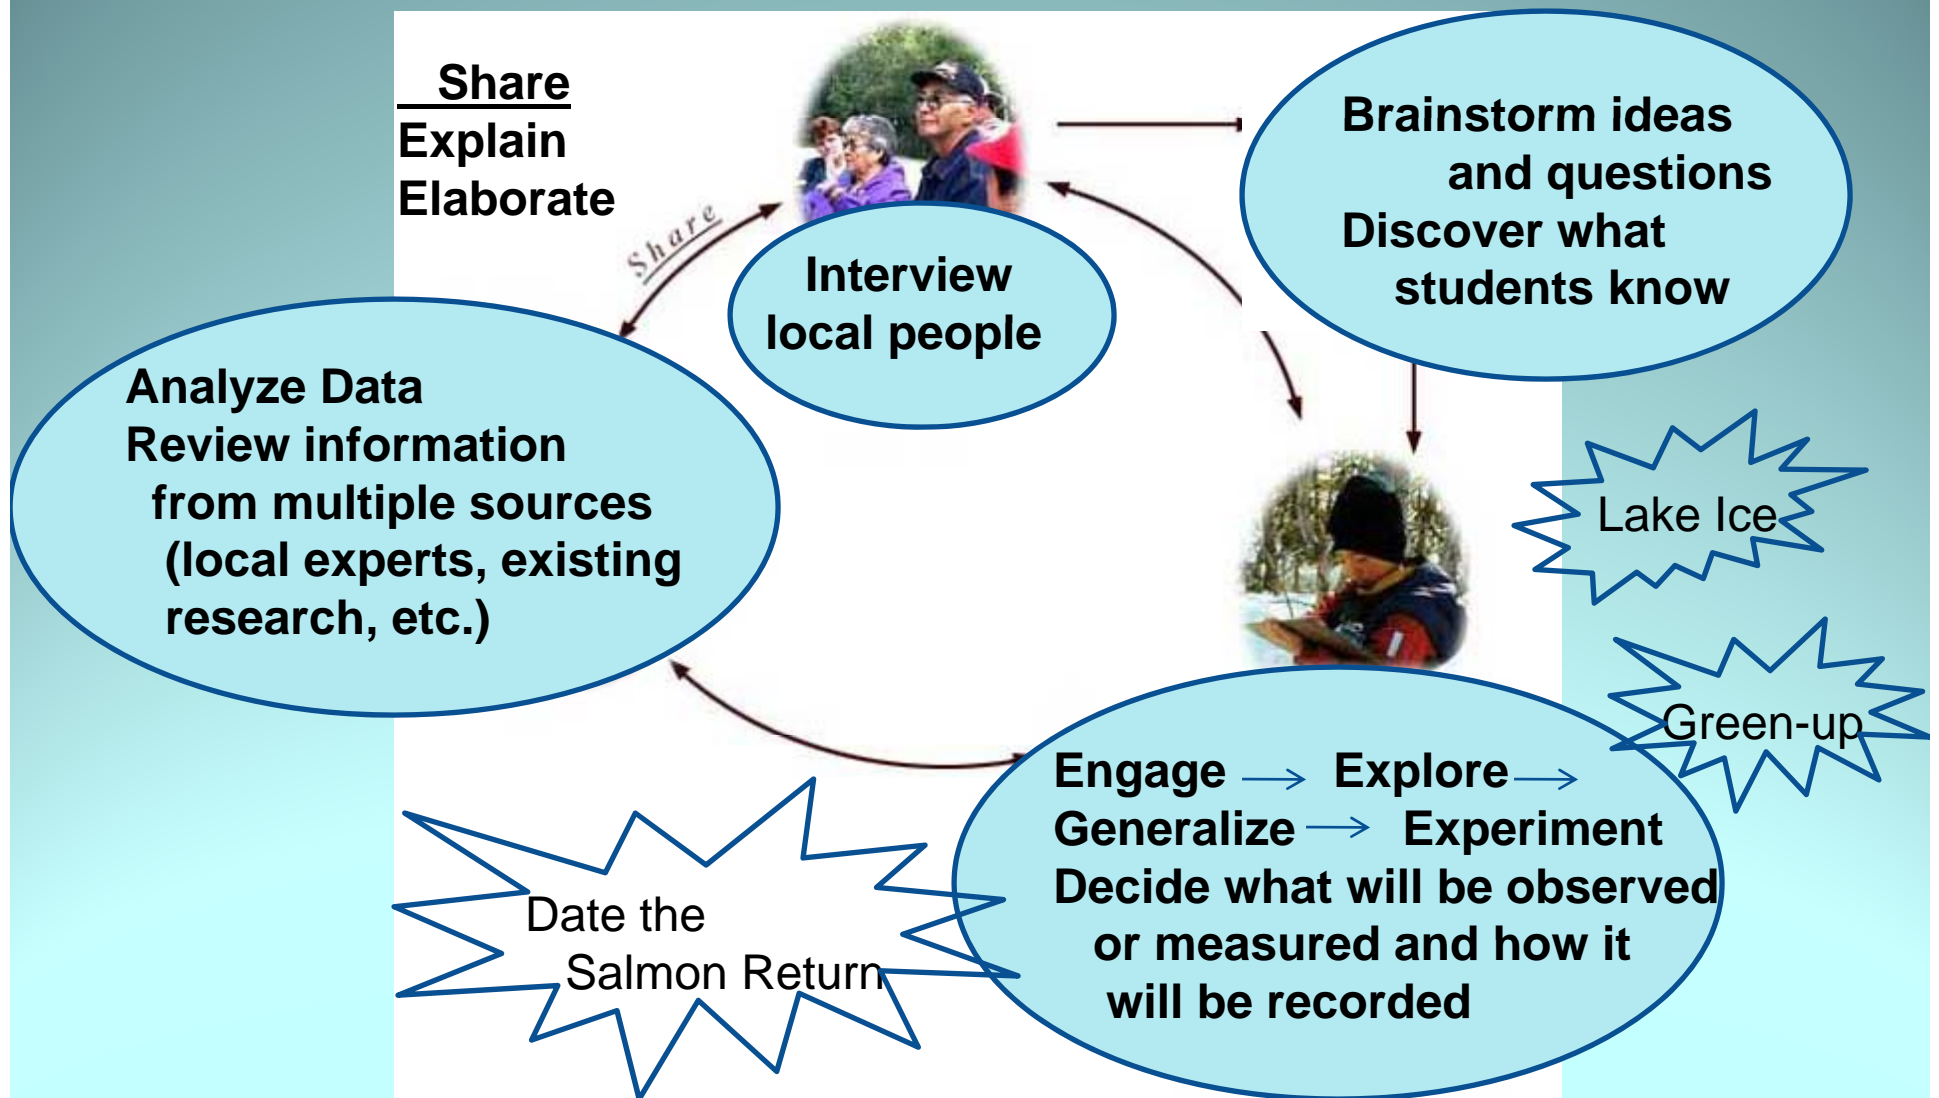 Share
Explain
Elaborate
Share
Brainstorm ideas
and questions
Discover what
students know
Interview
local people
Analyze Data
Review information
from multiple sources
(local experts, existing
research, etc.)
Lake Ice
Green-up
Engage → Explore →
Generalize → Experiment
Decide what will be observed
or measured and how it
will be recorded
Date the
Salmon Return